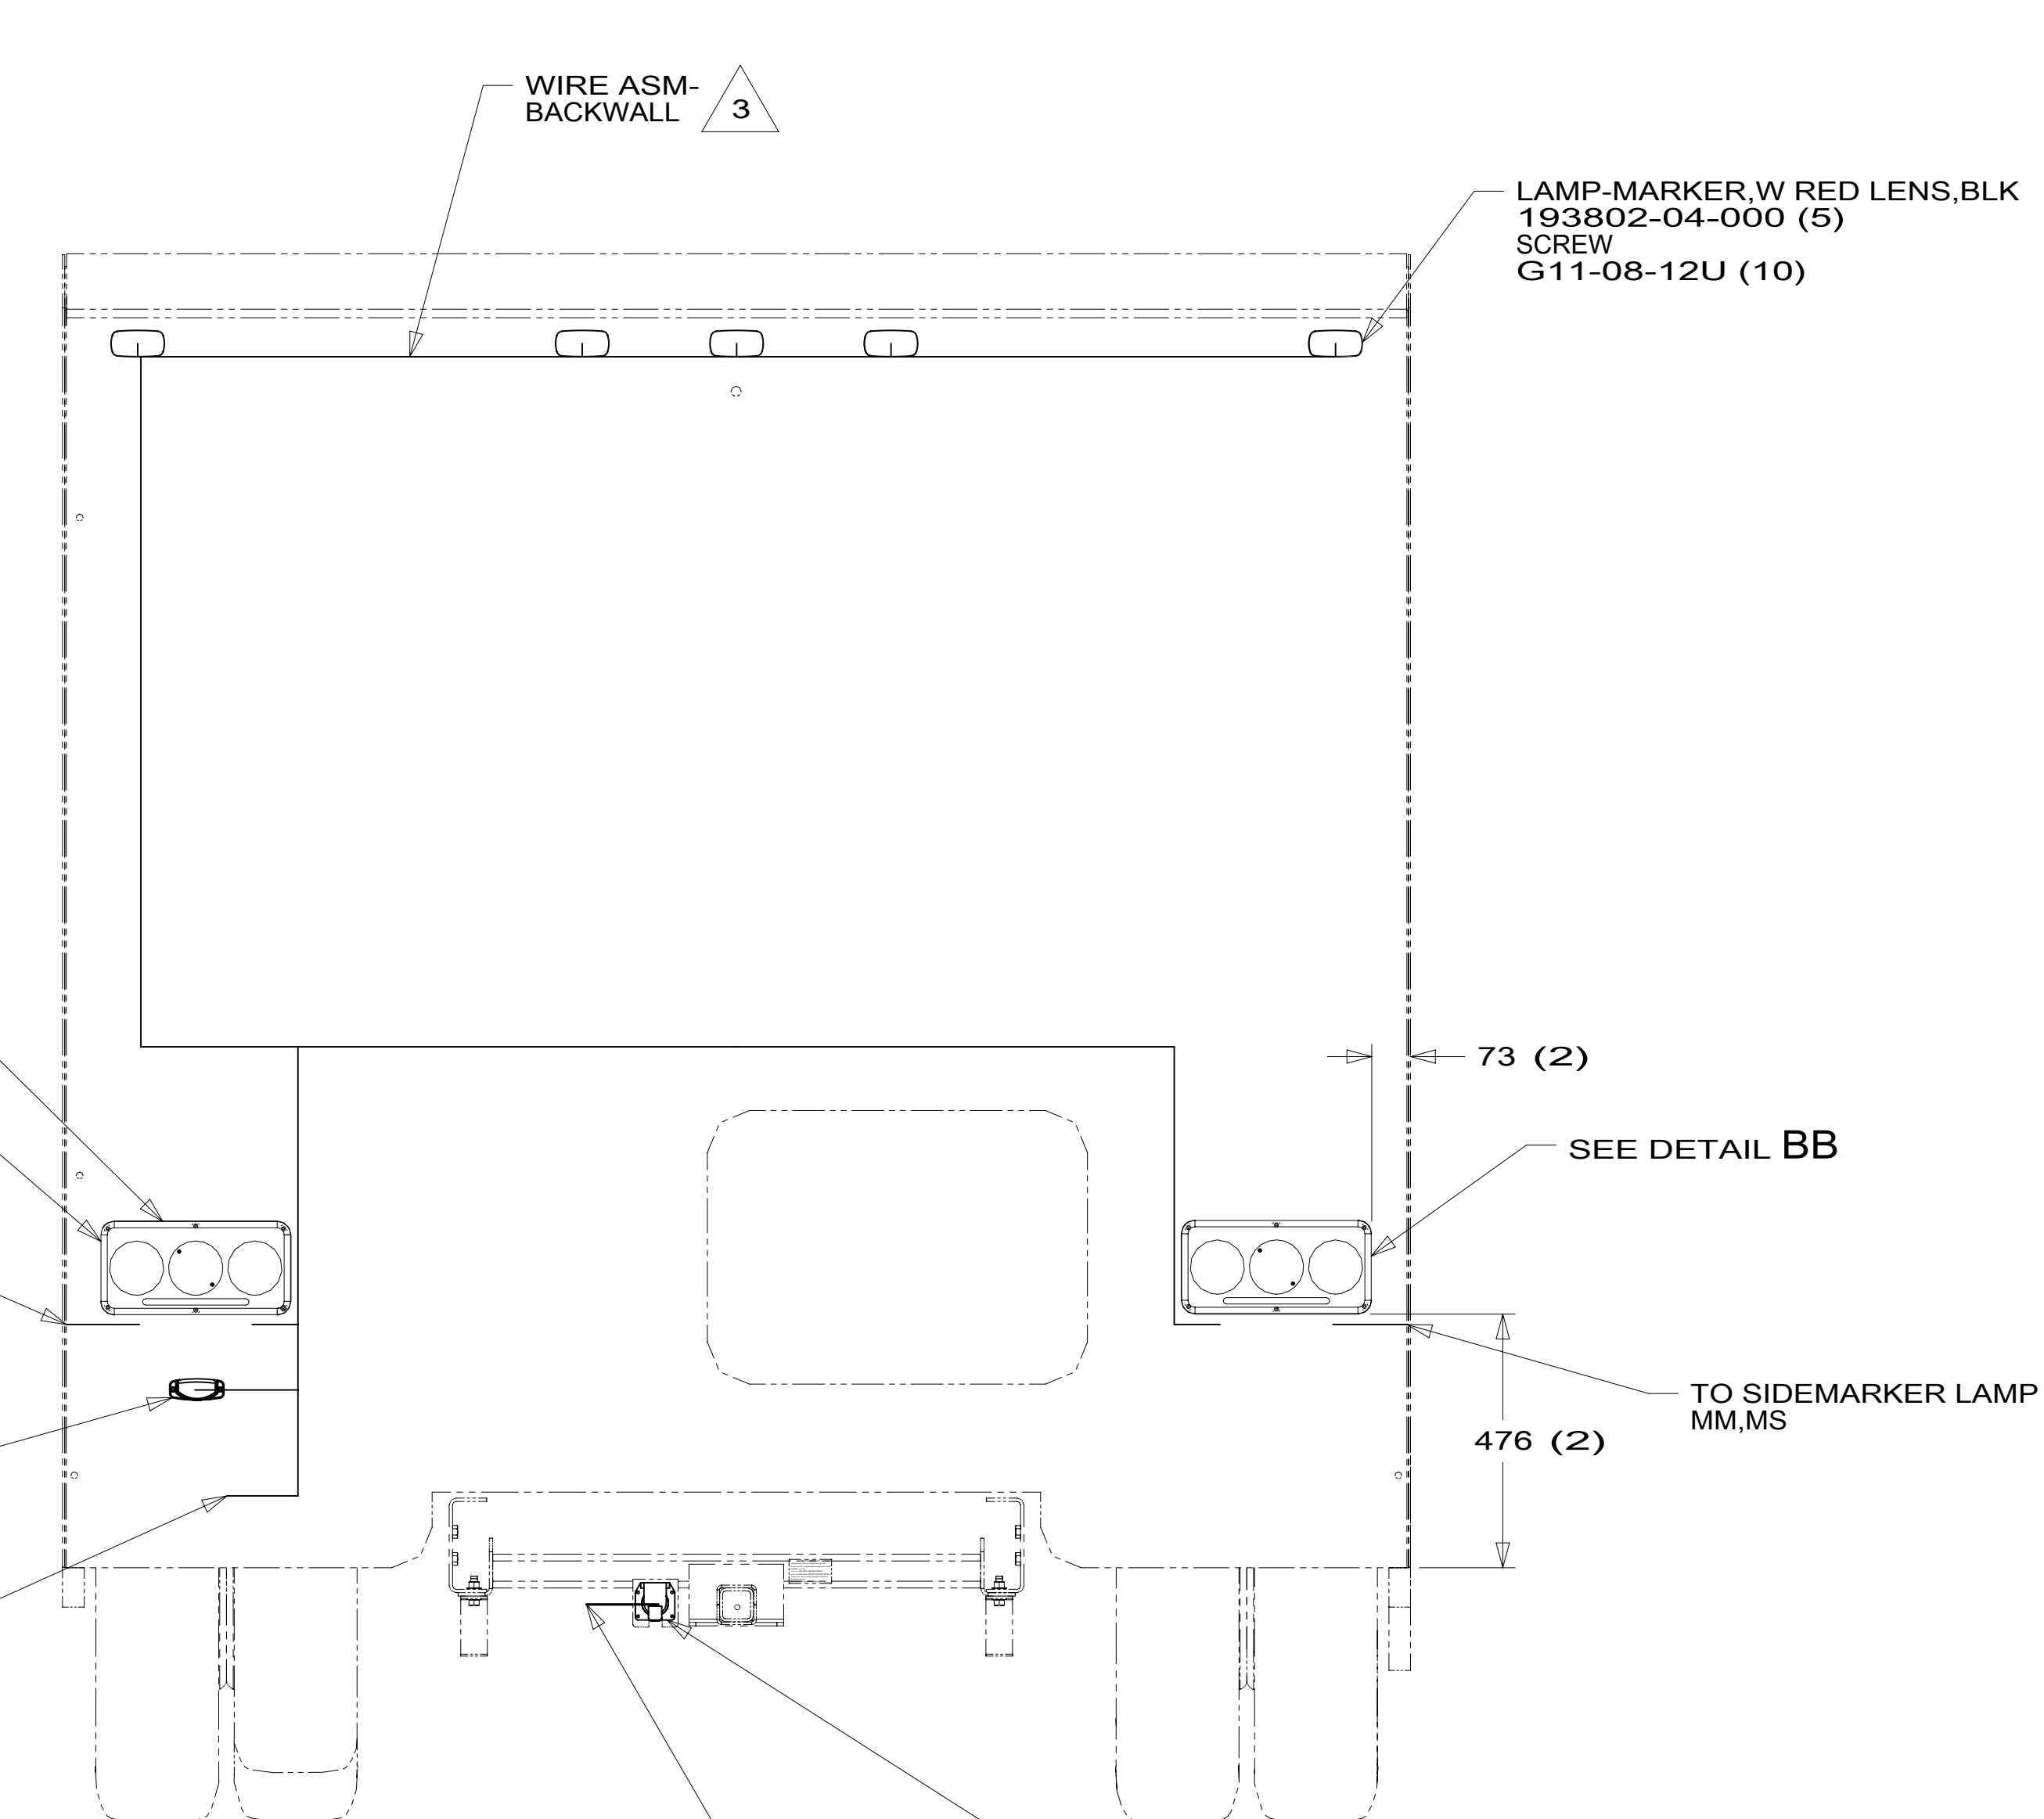 WIRE ASM-
BACKWALL
3
LAMP-MARKER,W RED LENS,BLK
193802-04-000 (5)
SCREW
G11-08-12U (10)
73 (2)
SEE DETAIL BB
TO SIDEMARKER LAMP
MM,MS
476 (2)